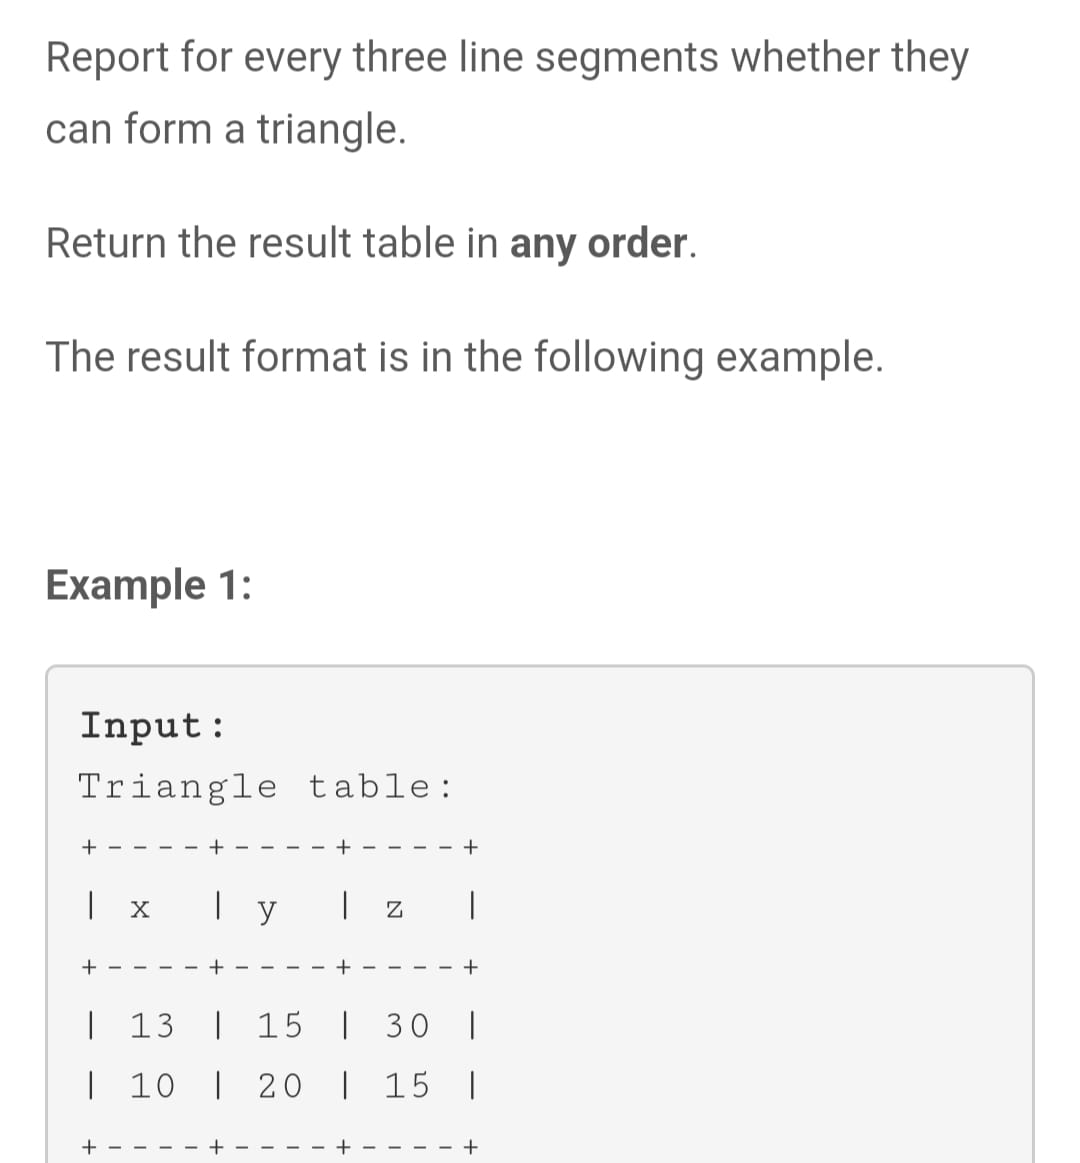 Report for every three line segments whether they
can form a triangle.
Return the result table in any order.
The result format is in the following example.
Example 1:
Input:
Triangle table:
+----+----+----+
| x  | y  | z  |
+----+----+----+
| 13 | 15 | 30 |
| 10 | 20 | 15 |
+----+----+----+